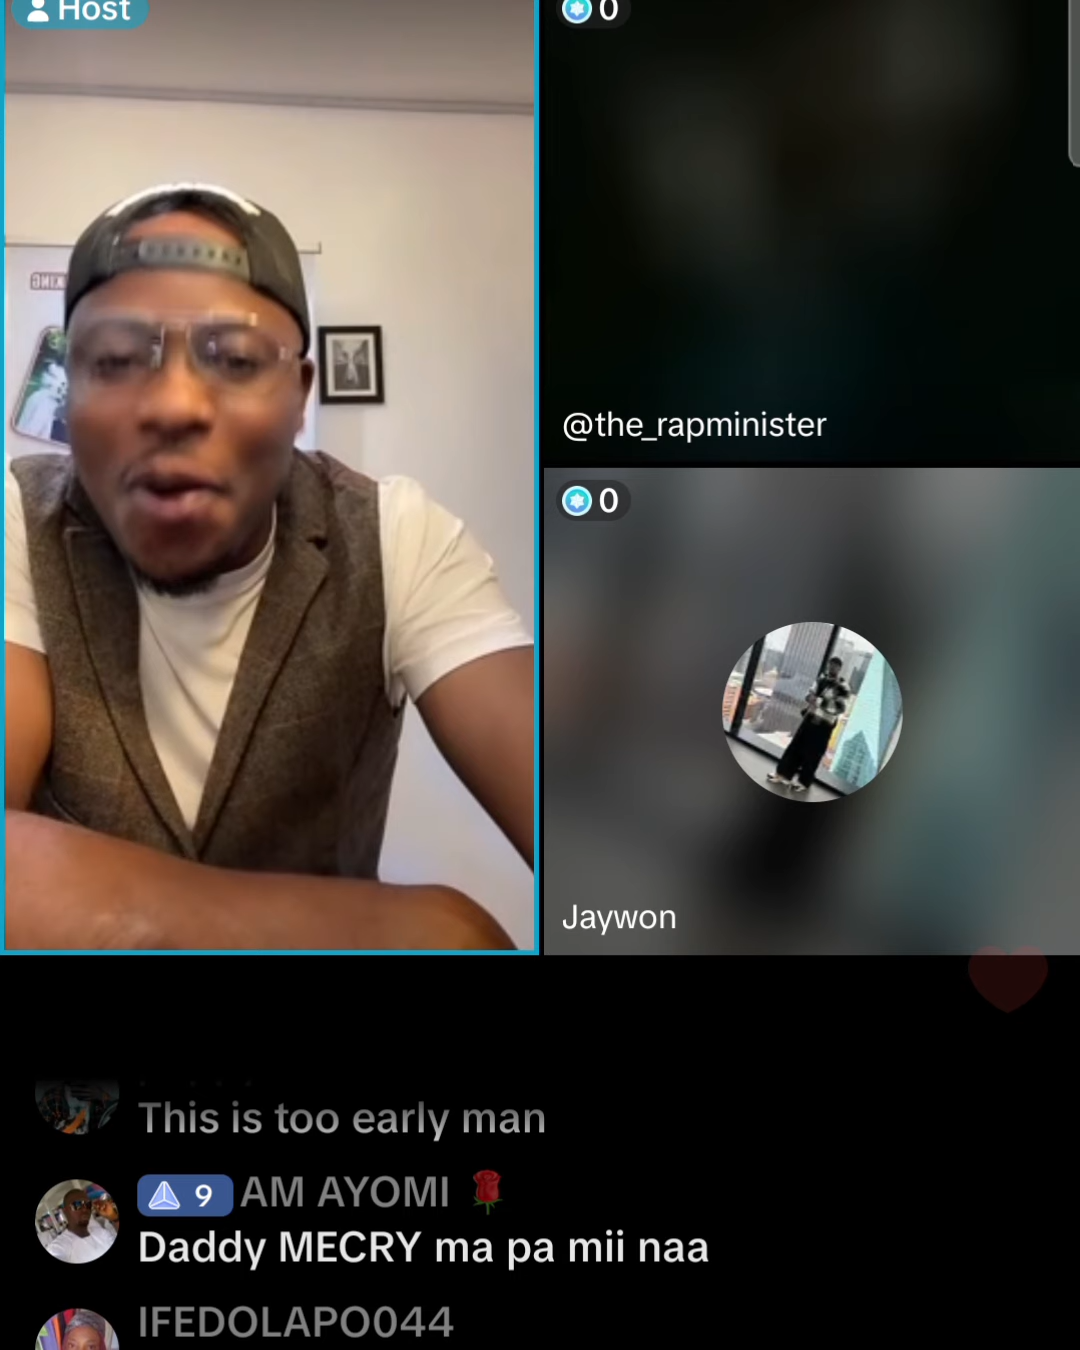 Host
0
@the_rapminister
0
Jaywon
This is too early man
9 AM AYOMI 🌹
Daddy MECRY ma pa mii naa
IFEDOLAPO044